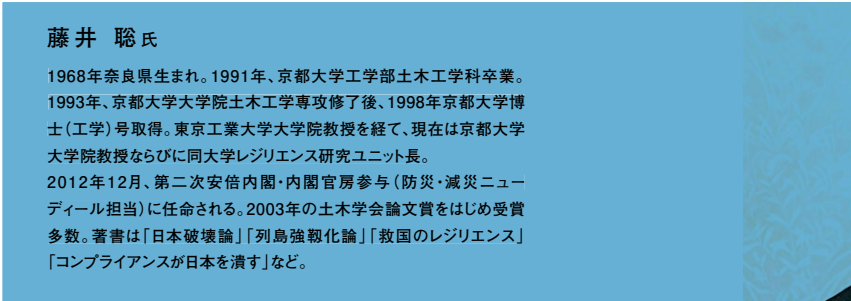 藤井 聡氏
1968年奈良県生まれ。1991年、京都大学工学部土木工学科卒業。
1993年、京都大学大学院土木工学専攻修了後、1998年京都大学博
士（工学）号取得。東京工業大学大学院教授を経て、現在は京都大学
大学院教授ならびに同大学レジリエンス研究ユニット長。
2012年12月、第二次安倍内閣・内閣官房参与（防災・減災ニュー
ディール担当）に任命される。2003年の土木学会論文賞をはじめ受賞
多数。著書は「日本破壊論」「列島強靱化論」「救国のレジリエンス」
「コンプライアンスが日本を潰す」など。